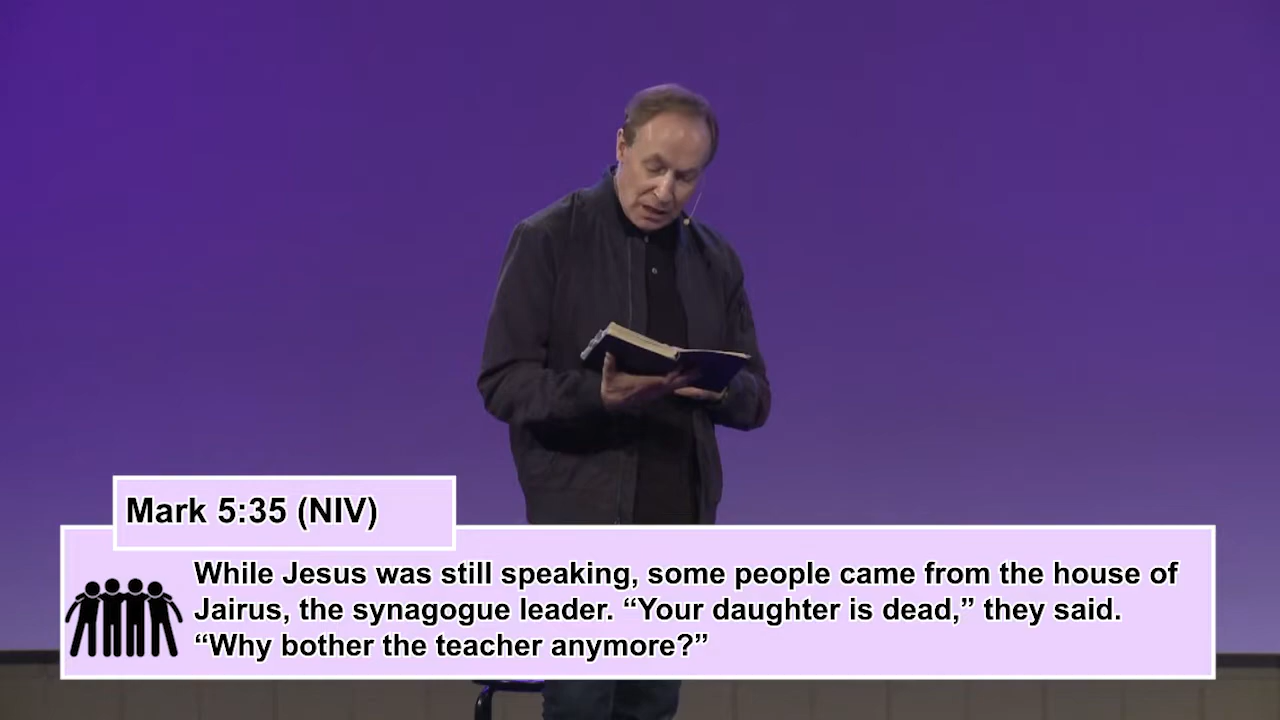 Mark 5:35 (NIV)
While Jesus was still speaking, some people came from the house of
Jairus, the synagogue leader. “Your daughter is dead,” they said.
“Why bother the teacher anymore?”